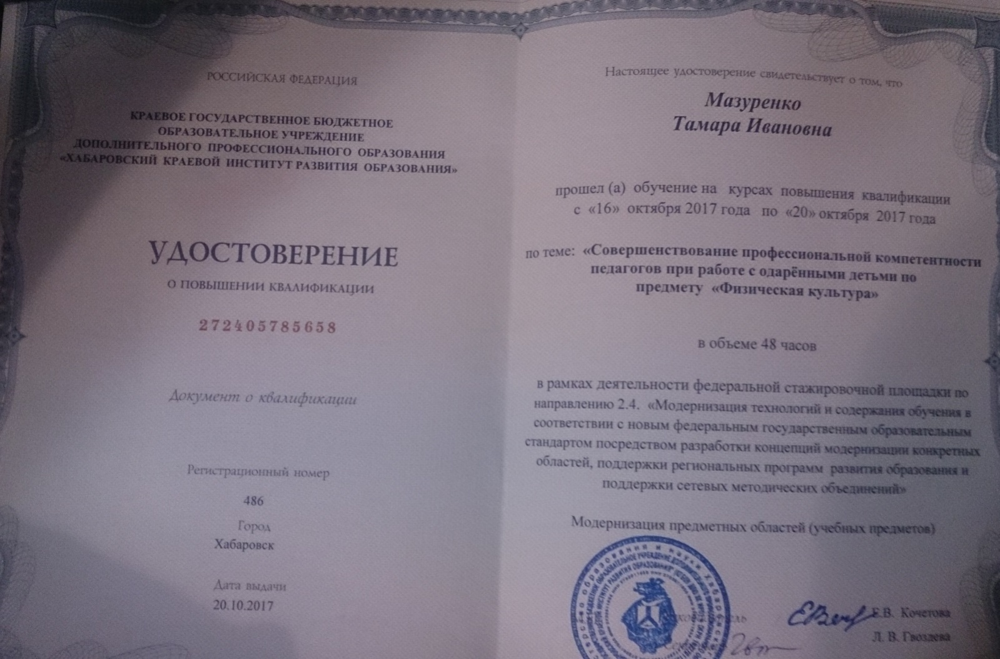 РОССИЙСКАЯ ФЕДЕРАЦИЯ
КРАЕВОЕ ГОСУДАРСТВЕННОЕ БЮДЖЕТНОЕ
ОБРАЗОВАТЕЛЬНОЕ УЧРЕЖДЕНИЕ
ДОПОЛНИТЕЛЬНОГО ПРОФЕССИОНАЛЬНОГО ОБРАЗОВАНИЯ
«ХАБАРОВСКИЙ КРАЕВОЙ ИНСТИТУТ РАЗВИТИЯ ОБРАЗОВАНИЯ»
УДОСТОВЕРЕНИЕ
О ПОВЫШЕНИИ КВАЛИФИКАЦИИ
272405785658
Документ о квалификации
Регистрационный номер
486
Город
Хабаровск
Дата выдачи
20.10.2017
Настоящее удостоверение свидетельствует о том, что
Мазуренко
Тамара Ивановна
прошел (а) обучение на курсах повышения квалификации
с «16» октября 2017 года по «20» октября 2017 года
по теме: «Совершенствование профессиональной компетентности
педагогов при работе с одарёнными детьми по
предмету «Физическая культура»
в объеме 48 часов
в рамках деятельности федеральной стажировочной площадки по
направлению 2.4. «Модернизация технологий и содержания обучения в
соответствии с новым федеральным государственным образовательным
стандартом посредством разработки концепций модернизации конкретных
областей, поддержки региональных программ развития образования и
поддержки сетевых методических объединений»
Модернизация предметных областей (учебных предметов)
Е.В. Кочетова
Л. В. Гвоздева